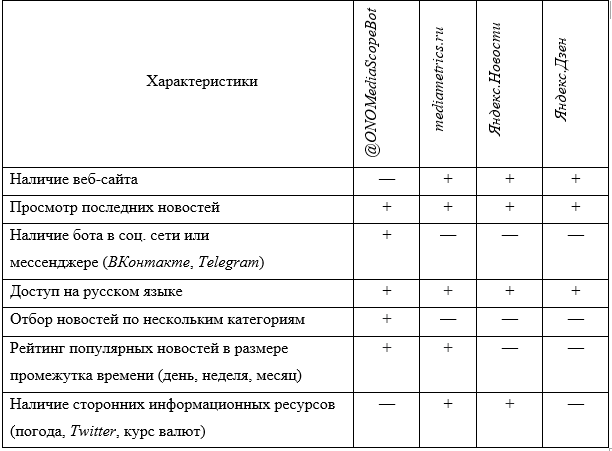 Характеристики
@ONOMediaScopeBot
mediametrics.ru
Яндекс.Новости
Яндекс.Дзен
Наличие веб-сайта — + + +
Просмотр последних новостей + + + +
Наличие бота в соц. сети или
мессенджере (ВКонтакте, Telegram) + — — —
Доступ на русском языке + + + +
Отбор новостей по нескольким категориям + — — —
Рейтинг популярных новостей в размере
промежутка времени (день, неделя, месяц) + + — —
Наличие сторонних информационных ресурсов
(погода, Twitter, курс валют) — + + —